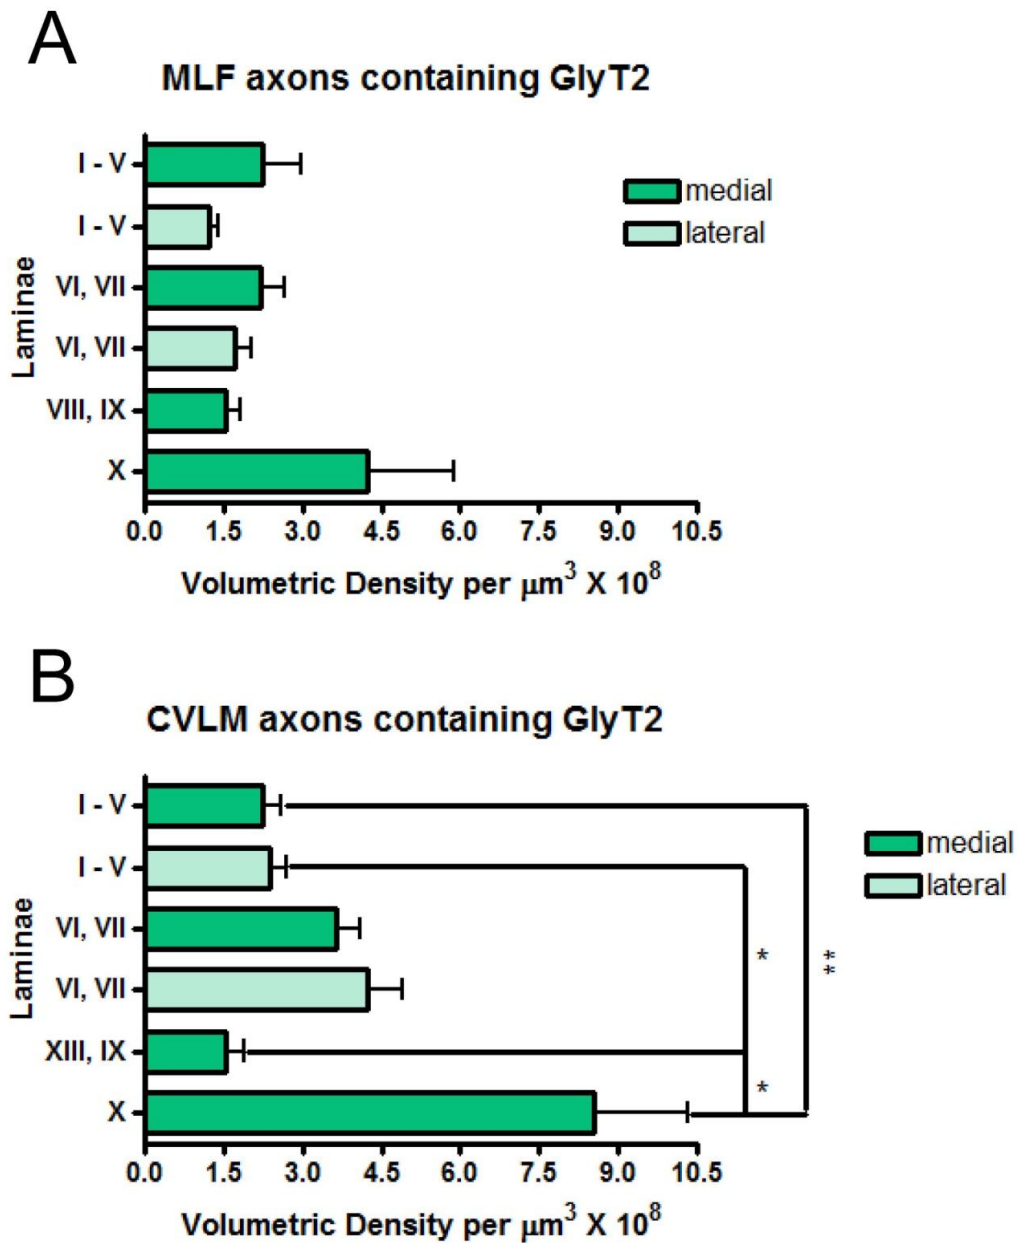 A
MLF axons containing GlyT2
I - V
I - V
VI, VII
VI, VII
VIII, IX
X
Laminae
medial
lateral
0.0 1.5 3.0 4.5 6.0 7.5 9.0 10.5
Volumetric Density per μm³ X 10⁸
B
CVLM axons containing GlyT2
I - V
I - V
VI, VII
VI, VII
XIII, IX
X
Laminae
medial
lateral
*
**
*
0.0 1.5 3.0 4.5 6.0 7.5 9.0 10.5
Volumetric Density per μm³ X 10⁸